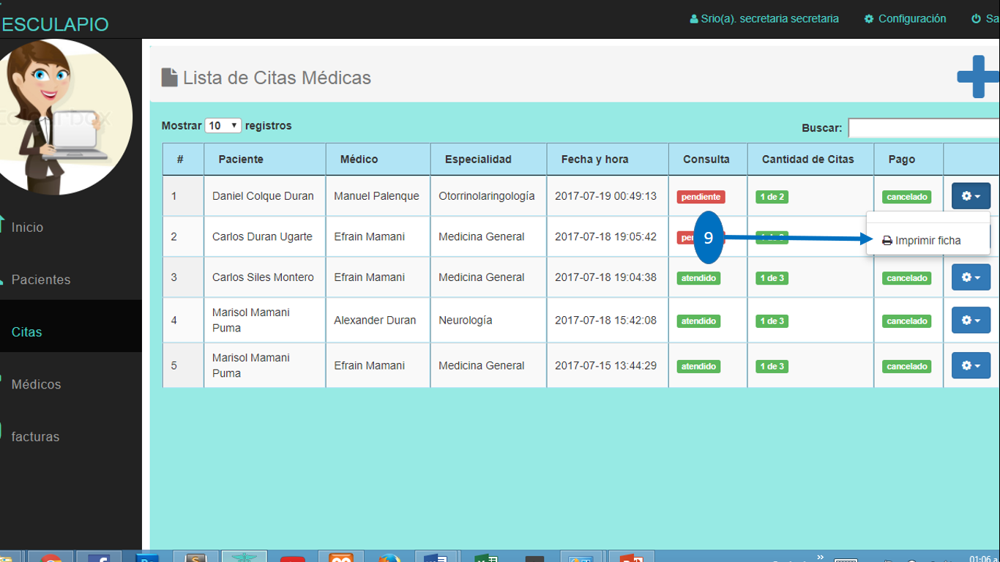 ESCULAPIO
Srio(a). secretaria secretaria Configuración Sa
Lista de Citas Médicas
Mostrar 10 registros
Buscar:
# Paciente Médico Especialidad Fecha y hora Consulta Cantidad de Citas Pago
1 Daniel Colque Duran Manuel Palenque Otorrinolaringología 2017-07-19 00:49:13 pendiente 1 de 2 cancelado
2 Carlos Duran Ugarte Efrain Mamani Medicina General 2017-07-18 19:05:42
9
Imprimir ficha
3 Carlos Siles Montero Efrain Mamani Medicina General 2017-07-18 19:04:38 atendido 1 de 3 cancelado
4 Marisol Mamani Puma Alexander Duran Neurología 2017-07-18 15:42:08 atendido 1 de 3 cancelado
5 Marisol Mamani Puma Efrain Mamani Medicina General 2017-07-15 13:44:29 atendido 1 de 3 cancelado
Inicio
Pacientes
Citas
Médicos
facturas
01:06 a